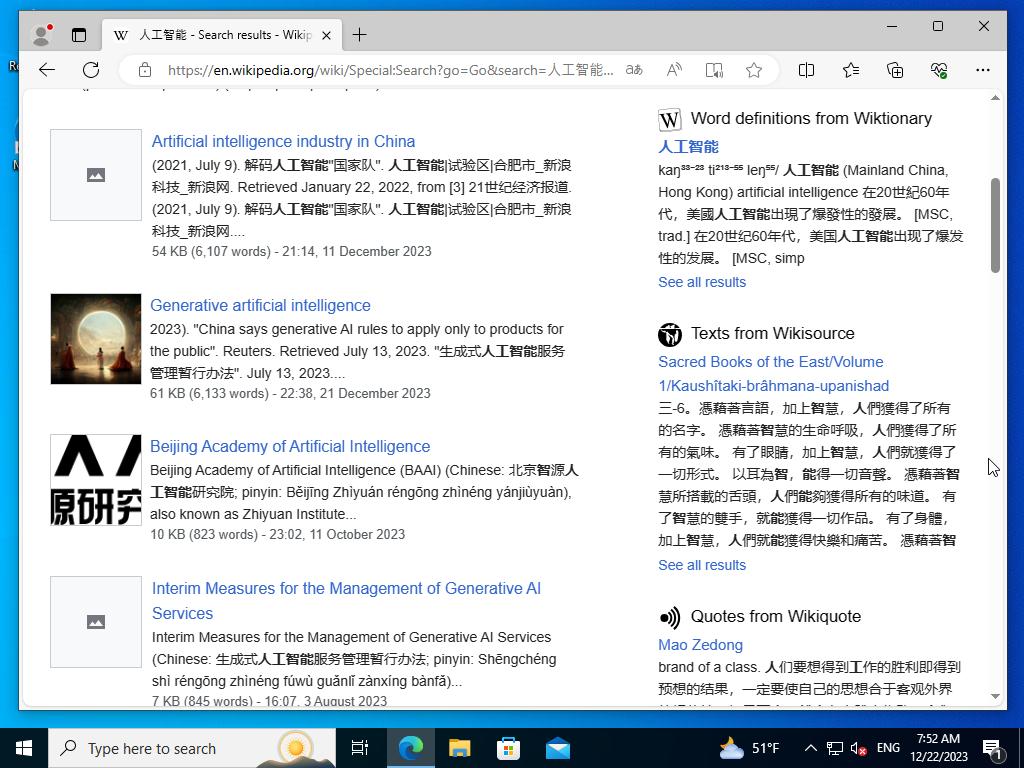 人工智能 - Search results - Wikip
https://en.wikipedia.org/wiki/Special:Search?go=Go&search=人工智能...
Artificial intelligence industry in China
(2021, July 9). 解码人工智能"国家队". 人工智能|试验区|合肥市_新浪
科技_新浪网. Retrieved January 22, 2022, from [3] 21世纪经济报道.
(2021, July 9). 解码人工智能"国家队". 人工智能|试验区|合肥市_新浪
科技_新浪网....
54 KB (6,107 words) - 21:14, 11 December 2023
Generative artificial intelligence
2023). "China says generative AI rules to apply only to products for
the public". Reuters. Retrieved July 13, 2023. "生成式人工智能服务
管理暂行办法". July 13, 2023....
61 KB (6,133 words) - 22:38, 21 December 2023
Beijing Academy of Artificial Intelligence
Beijing Academy of Artificial Intelligence (BAAI) (Chinese: 北京智源人
工智能研究院; pinyin: Běijīng Zhìyuán réngōng zhìnéng yánjiùyuàn),
also known as Zhiyuan Institute...
10 KB (823 words) - 23:02, 11 October 2023
Interim Measures for the Management of Generative AI
Services
Interim Measures for the Management of Generative AI Services
(Chinese: 生成式人工智能服务管理暂行办法; pinyin: Shēngchéng
shì réngōng zhìnéng fúwù guǎnlǐ zànxíng bànfǎ)...
7 KB (845 words) - 16:07, 3 August 2023
Word definitions from Wiktionary
人工智能
kaŋ³³⁻²³ ti²¹³⁻⁵⁵ leŋ⁵⁵/ 人工智能 (Mainland China,
Hong Kong) artificial intelligence 在20世紀60年
代，美國人工智能出現了爆發性的發展。 [MSC,
trad.] 在20世纪60年代，美国人工智能出现了爆发
性的发展。 [MSC, simp
See all results
Texts from Wikisource
Sacred Books of the East/Volume
1/Kaushîtaki-brâhmana-upanishad
三-6。憑藉著言語，加上智慧，人們獲得了所有
的名字。 憑藉著智慧的生命呼吸，人們獲得了所
有的氣味。 有了眼睛，加上智慧，人們就獲得了
一切形式。 以耳為智，能得一切音聲。 憑藉著智
慧所搭載的舌頭，人們能夠獲得所有的味道。 有
了智慧的雙手，就能獲得一切作品。 有了身體，
加上智慧，人們就能獲得快樂和痛苦。 憑藉著智
See all results
Quotes from Wikiquote
Mao Zedong
brand of a class. 人们要想得到工作的胜利即得到
预想的结果，一定要使自己的思想合于客观外界
原研究
Type here to search
51°F
ENG
7:52 AM
12/22/2023
1